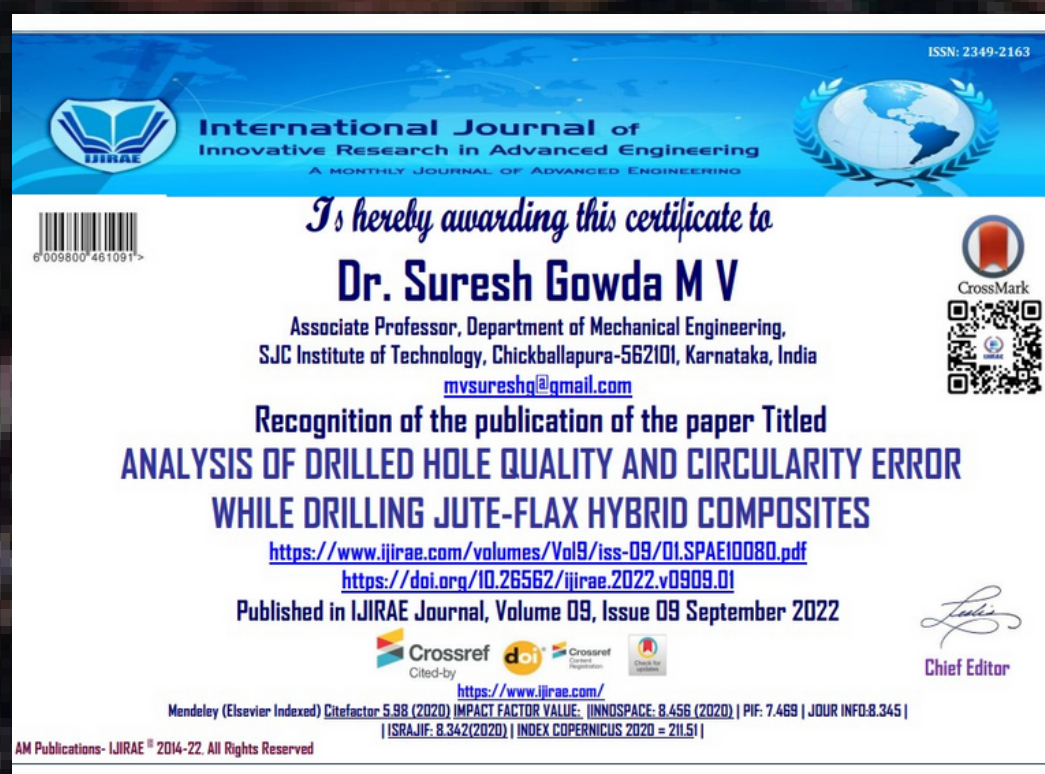 ISSN: 2349-2163
IJIRAE
International Journal of
Innovative Research in Advanced Engineering
A MONTHLY JOURNAL OF ADVANCED ENGINEERING
Is hereby awarding this certificate to
6 009800 461091 >
Dr. Suresh Gowda M V
CrossMark
Associate Professor, Department of Mechanical Engineering,
SJC Institute of Technology, Chickballapura-562101, Karnataka, India
mvsureshg@gmail.com
Recognition of the publication of the paper Titled
ANALYSIS OF DRILLED HOLE QUALITY AND CIRCULARITY ERROR
WHILE DRILLING JUTE-FLAX HYBRID COMPOSITES
https://www.ijirae.com/volumes/Vol9/iss-09/01.SPAE10080.pdf
https://doi.org/10.26562/ijirae.2022.v0909.01
Published in IJIRAE Journal, Volume 09, Issue 09 September 2022
Leslis
Chief Editor
Crossref
Cited-by
doi
Crossref
Content
Registration
Check for
updates
https://www.ijirae.com/
Mendeley (Elsevier Indexed) Citefactor 5.98 (2020) IMPACT FACTOR VALUE: |INNOSPACE: 8.456 (2020) | PIF: 7.469 | JOUR INFO:8.345 |
| ISRAJIF: 8.342(2020) | INDEX COPERNICUS 2020 = 211.51 |
AM Publications- IJIRAE ® 2014-22. All Rights Reserved